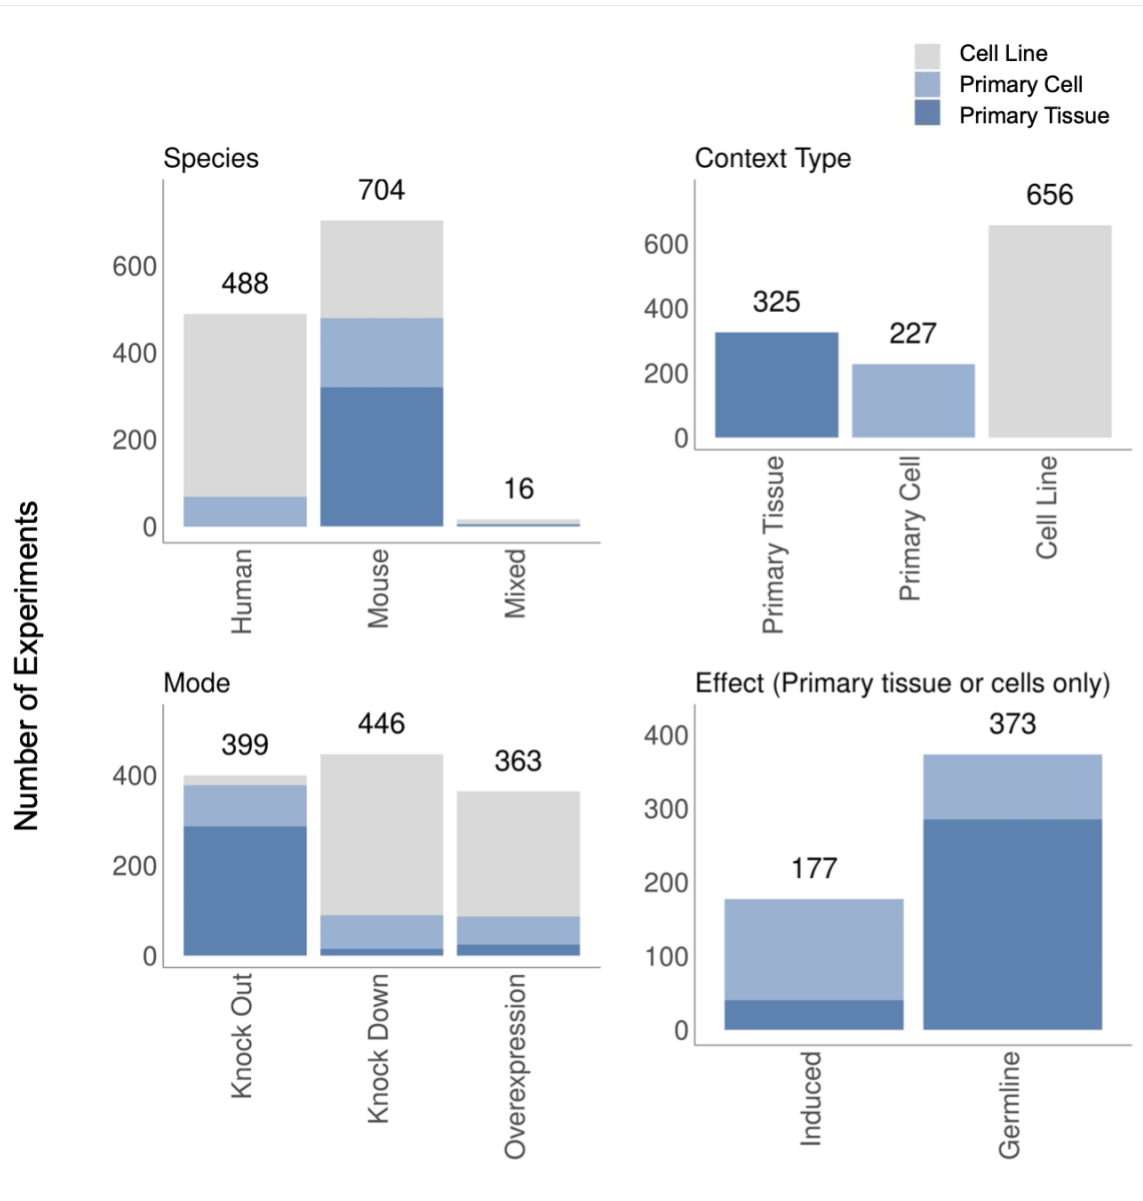 Cell Line
Primary Cell
Primary Tissue
Number of Experiments
Species
704
488
16
600
400
200
0
Human
Mouse
Mixed
Context Type
656
325
227
600
400
200
0
Primary Tissue
Primary Cell
Cell Line
Mode
399
446
363
400
200
0
Knock Out
Knock Down
Overexpression
Effect (Primary tissue or cells only)
373
177
400
300
200
100
0
Induced
Germline